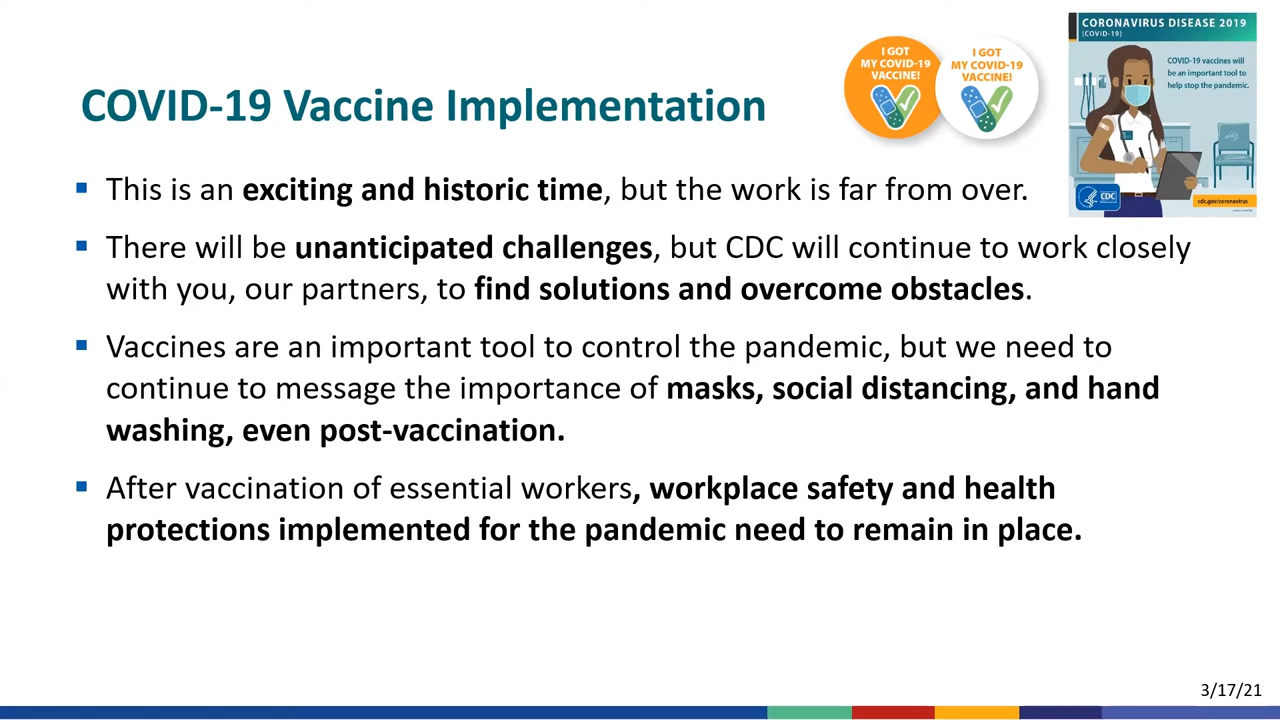 COVID-19 Vaccine Implementation
I GOT
MY COVID-19
VACCINE!
I GOT
MY COVID-19
VACCINE!
CORONAVIRUS DISEASE 2019
(COVID-19)
COVID-19 vaccines will
be an important tool to
help stop the pandemic.
CDC
cdc.gov/coronavirus
▪ This is an exciting and historic time, but the work is far from over.
▪ There will be unanticipated challenges, but CDC will continue to work closely
with you, our partners, to find solutions and overcome obstacles.
▪ Vaccines are an important tool to control the pandemic, but we need to
continue to message the importance of masks, social distancing, and hand
washing, even post-vaccination.
▪ After vaccination of essential workers, workplace safety and health
protections implemented for the pandemic need to remain in place.
3/17/21